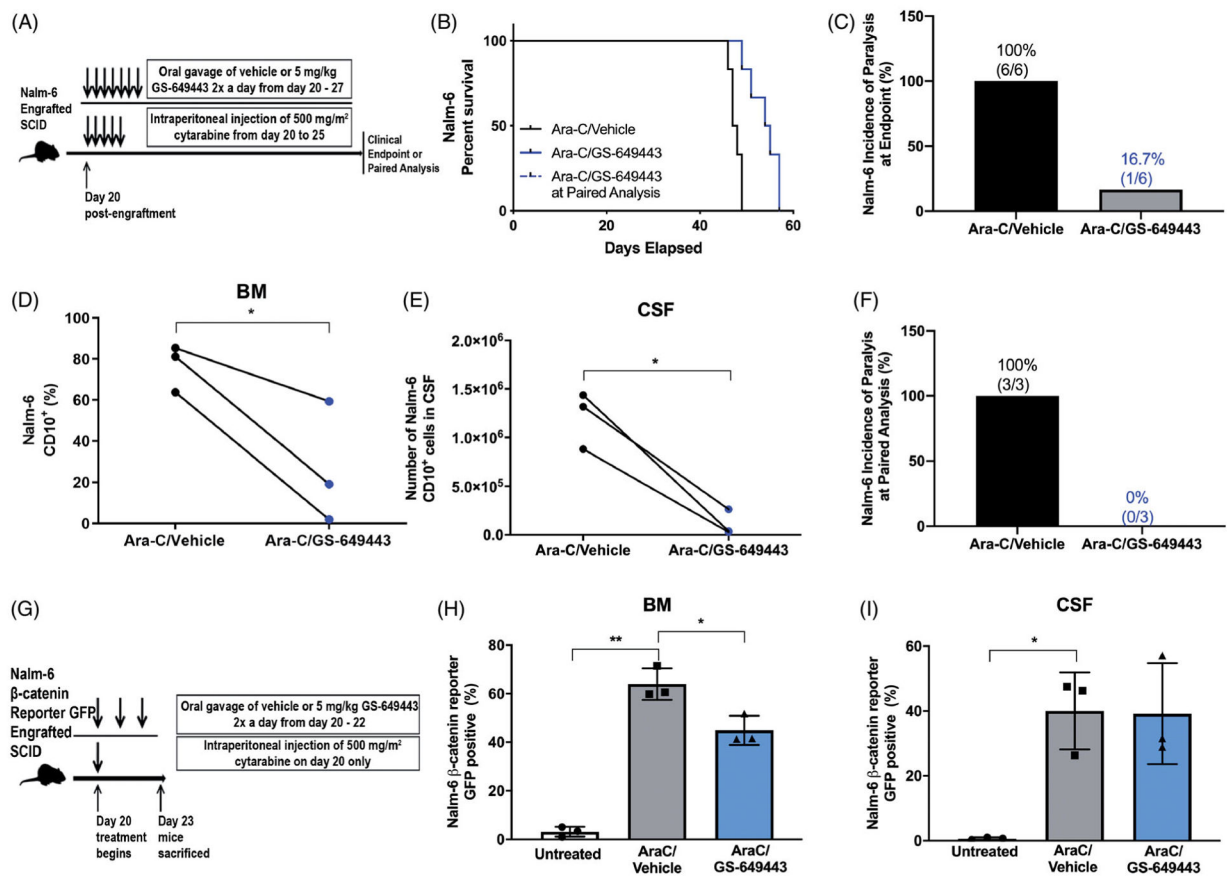 (A)
Nalm-6
Engrafted
SCID
Oral gavage of vehicle or 5 mg/kg
GS-649443 2x a day from day 20 - 27
Intraperitoneal injection of 500 mg/m²
cytarabine from day 20 to 25
Clinical
Endpoint or
Paired Analysis
Day 20
post-engraftment
(B)
Nalm-6
Percent survival
100
50
0
0
20
40
60
Days Elapsed
Ara-C/Vehicle
Ara-C/GS-649443
Ara-C/GS-649443
at Paired Analysis
(C)
Nalm-6 Incidence of Paralysis
at Endpoint (%)
150
100
50
0
100%
(6/6)
16.7%
(1/6)
Ara-C/Vehicle
Ara-C/GS-649443
(D)
BM
Nalm-6
CD10⁺ (%)
100
80
60
40
20
0
*
Ara-C/Vehicle
Ara-C/GS-649443
(E)
CSF
Number of Nalm-6
CD10⁺ cells in CSF
2.0×10⁶
1.5×10⁶
1.0×10⁶
5.0×10⁵
0.0
*
Ara-C/Vehicle
Ara-C/GS-649443
(F)
Nalm-6 Incidence of Paralyis
at Paired Analysis (%)
150
100
50
0
100%
(3/3)
0%
(0/3)
Ara-C/Vehicle
Ara-C/GS-649443
(G)
Nalm-6
β-catenin
Reporter GFP
Engrafted
SCID
Oral gavage of vehicle or 5 mg/kg GS-649443
2x a day from day 20 - 22
Intraperitoneal injection of 500 mg/m²
cytarabine on day 20 only
Day 20
treatment
begins
Day 23
mice
sacrificed
(H)
BM
Nalm-6 β-catenin reporter
GFP positive (%)
80
60
40
20
0
**
*
Untreated
AraC/
Vehicle
AraC/
GS-649443
(I)
CSF
Nalm-6 β-catenin reporter
GFP positive (%)
60
40
20
0
*
Untreated
AraC/
Vehicle
AraC/
GS-649443